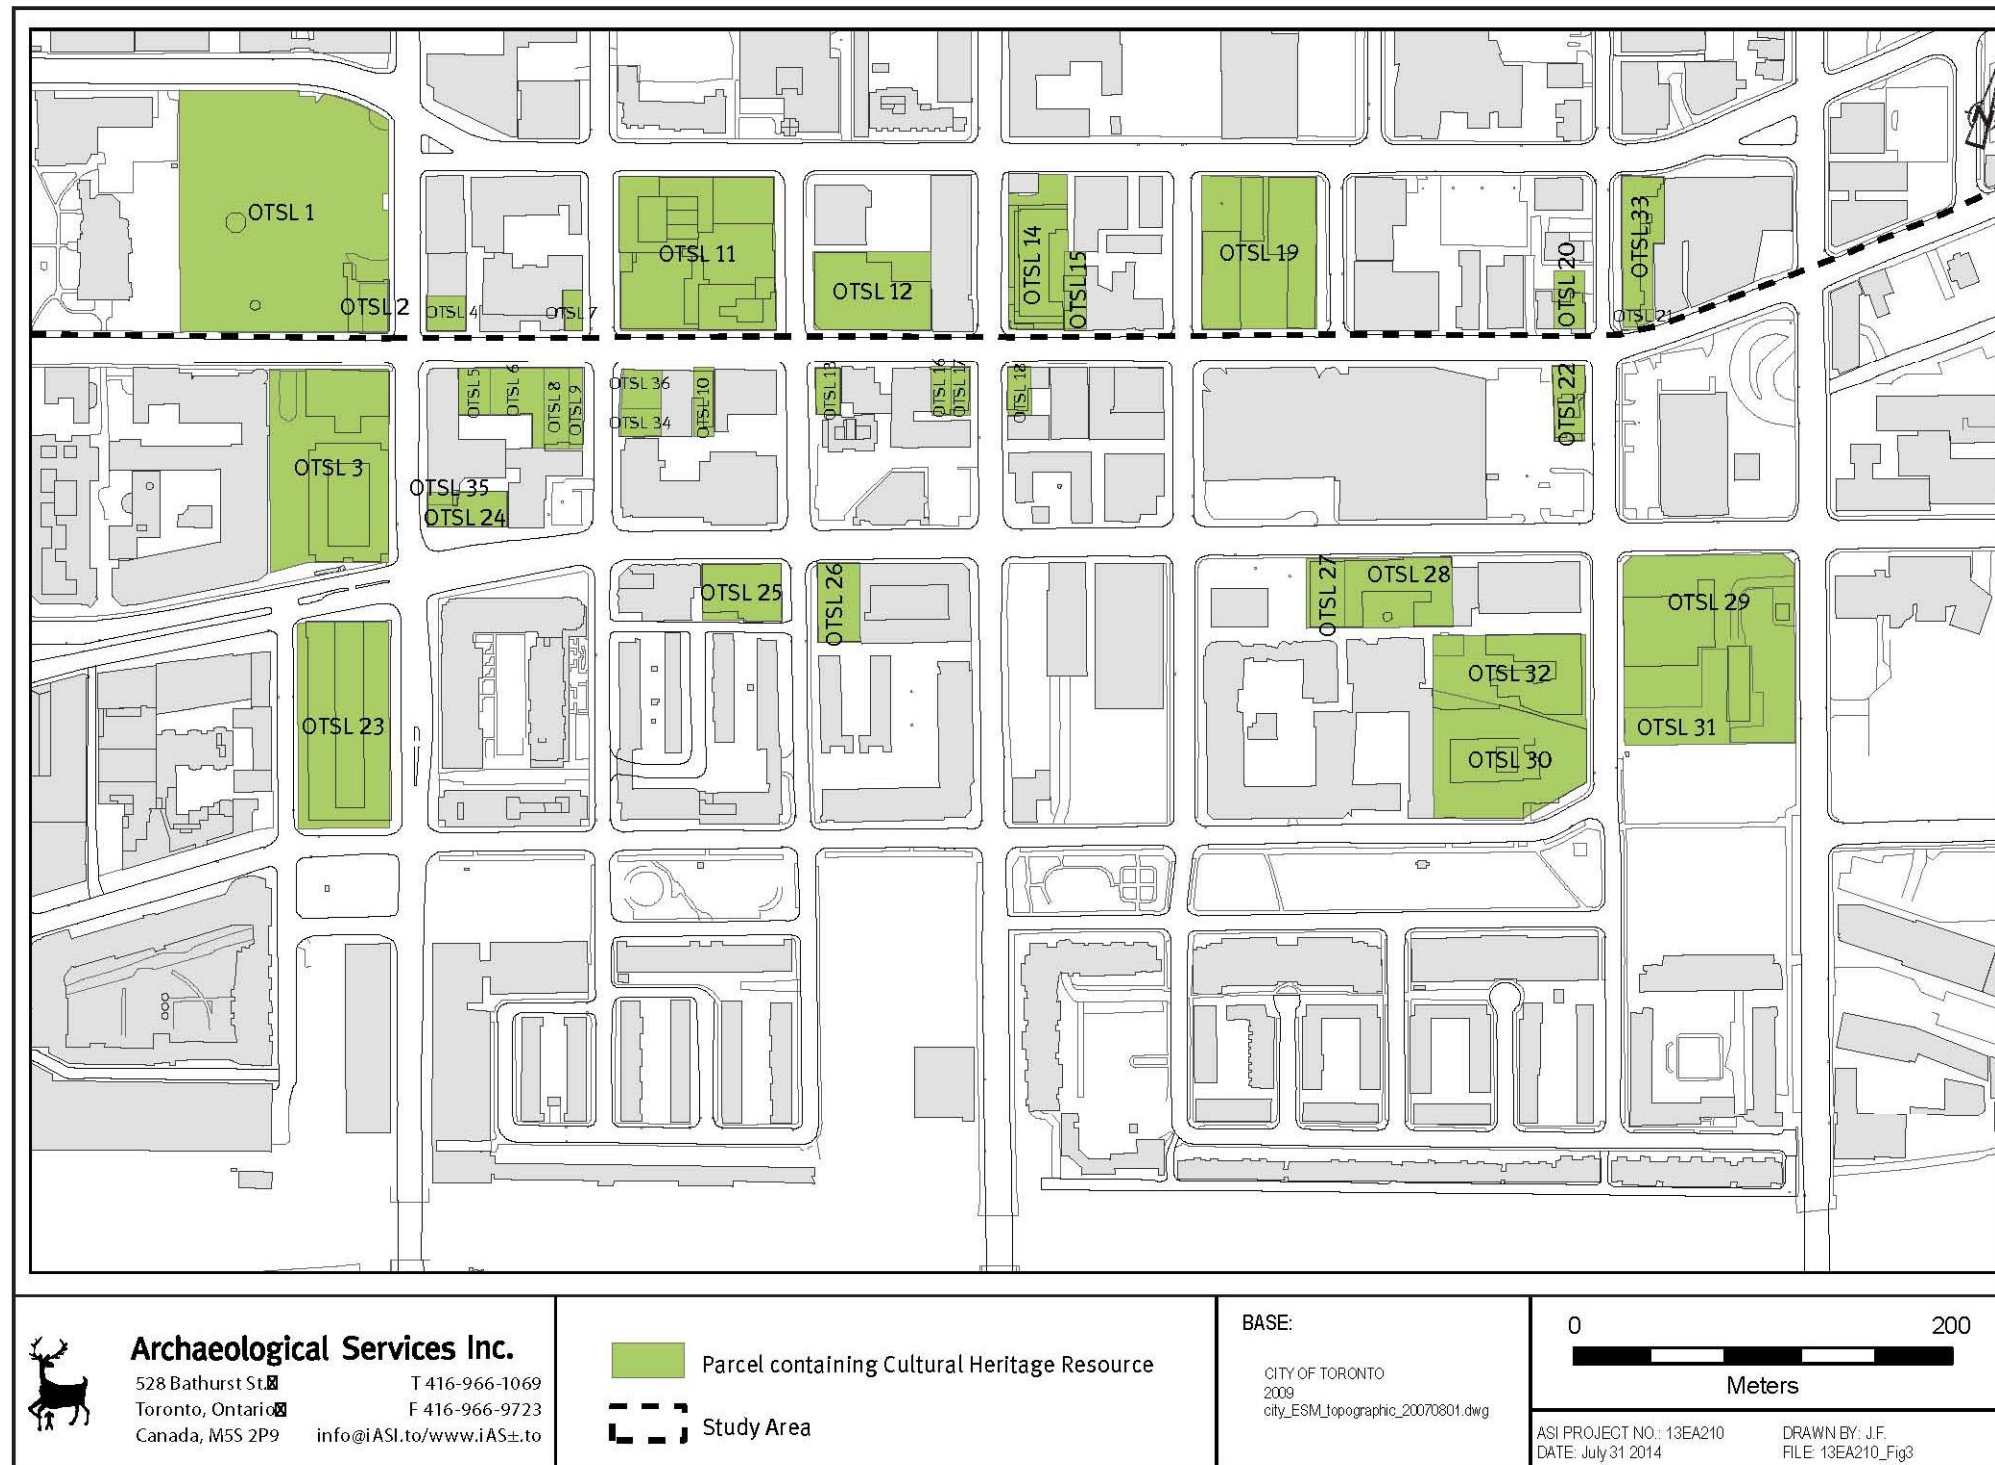 OTSL 1
OTSL 2
OTSL 4
OTSL 7
OTSL 11
OTSL 12
OTSL 14
OTSL 15
OTSL 19
OTSL 20
OTSL 33
OTSL 21
OTSL 3
OTSL 5
OTSL 6
OTSL 8
OTSL 9
OTSL 36
OTSL 34
OTSL 10
OTSL 13
OTSL 16
OTSL 17
OTSL 18
OTSL 22
OTSL 35
OTSL 24
OTSL 25
OTSL 26
OTSL 27
OTSL 28
OTSL 29
OTSL 23
OTSL 32
OTSL 31
OTSL 30
Archaeological Services Inc.
528 Bathurst St. T 416-966-1069
Toronto, Ontario F 416-966-9723
Canada, M5S 2P9 info@iASI.to/www.iAS±.to
Parcel containing Cultural Heritage Resource
Study Area
BASE:
CITY OF TORONTO
2009
city_ESM_topographic_20070801.dwg
0 200
Meters
ASI PROJECT NO.: 13EA210 DRAWN BY: J.F.
DATE: July 31 2014 FILE: 13EA210_Fig3